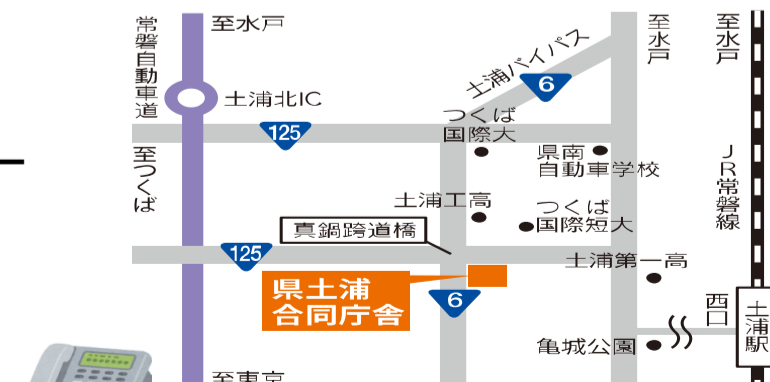 常磐自動車道
至水戸
土浦北IC
125
至つくば
土浦バイパス
6
つくば
国際大
県南
自動車学校
至水戸
至水戸
JR常磐線
土浦工高
つくば
国際短大
真鍋跨道橋
125
県土浦
合同庁舎
6
土浦第一高
西口
土浦駅
亀城公園
至東京